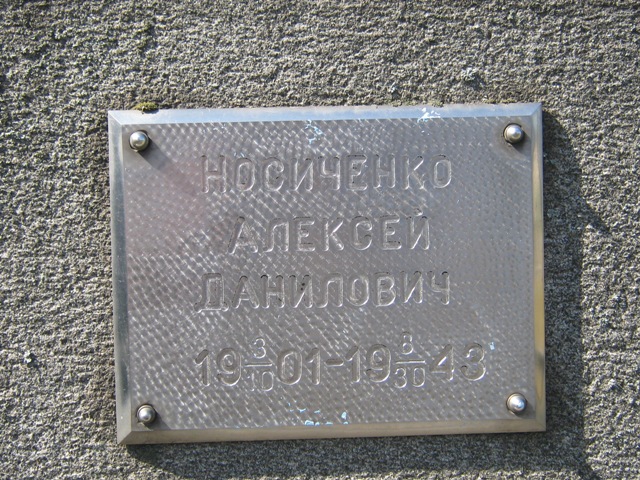 НОСИЧЕНКО
АЛЕКСЕЙ
ДАНИЛОВИЧ
19 3/10 01-19 8/30 43